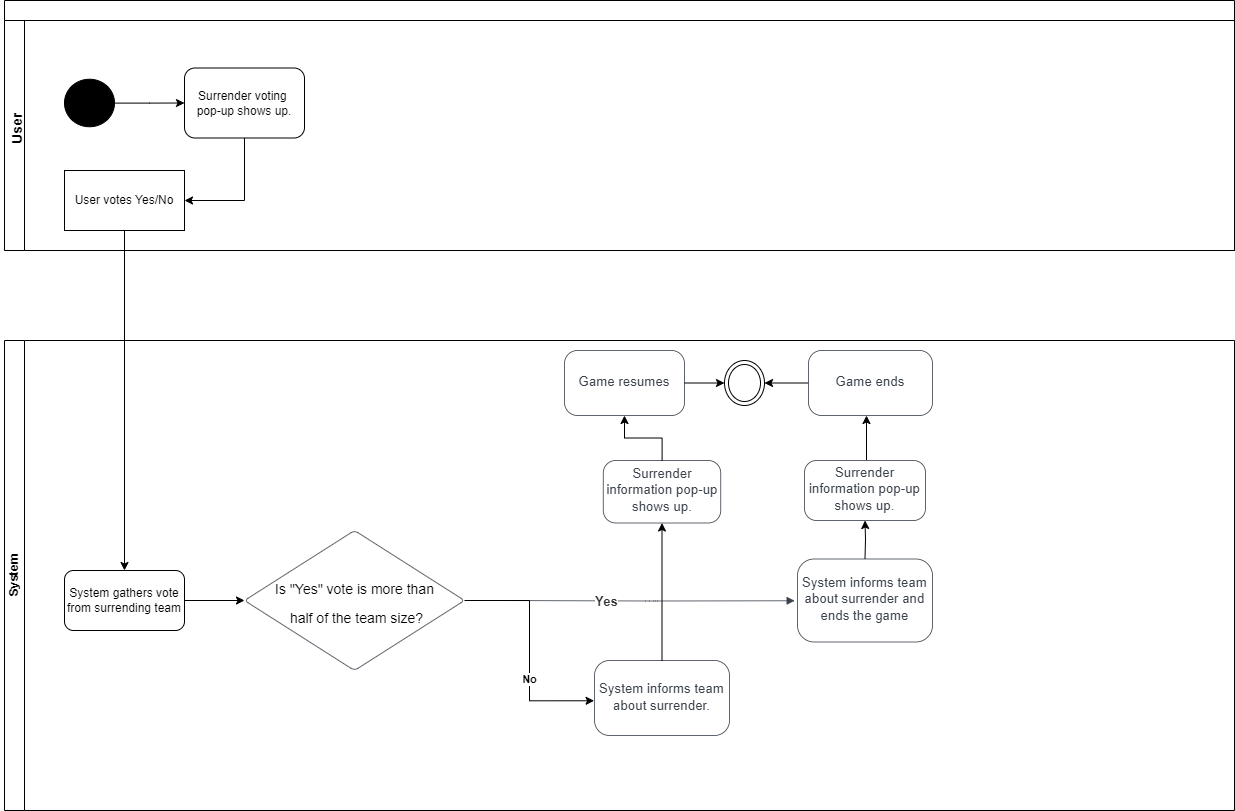 User
Surrender voting
pop-up shows up.
User votes Yes/No
System
Game resumes
Game ends
Surrender
information pop-up
shows up.
Surrender
information pop-up
shows up.
System gathers vote
from surrending team
Is "Yes" vote is more than
half of the team size?
Yes
System informs team
about surrender and
ends the game
No
System informs team
about surrender.